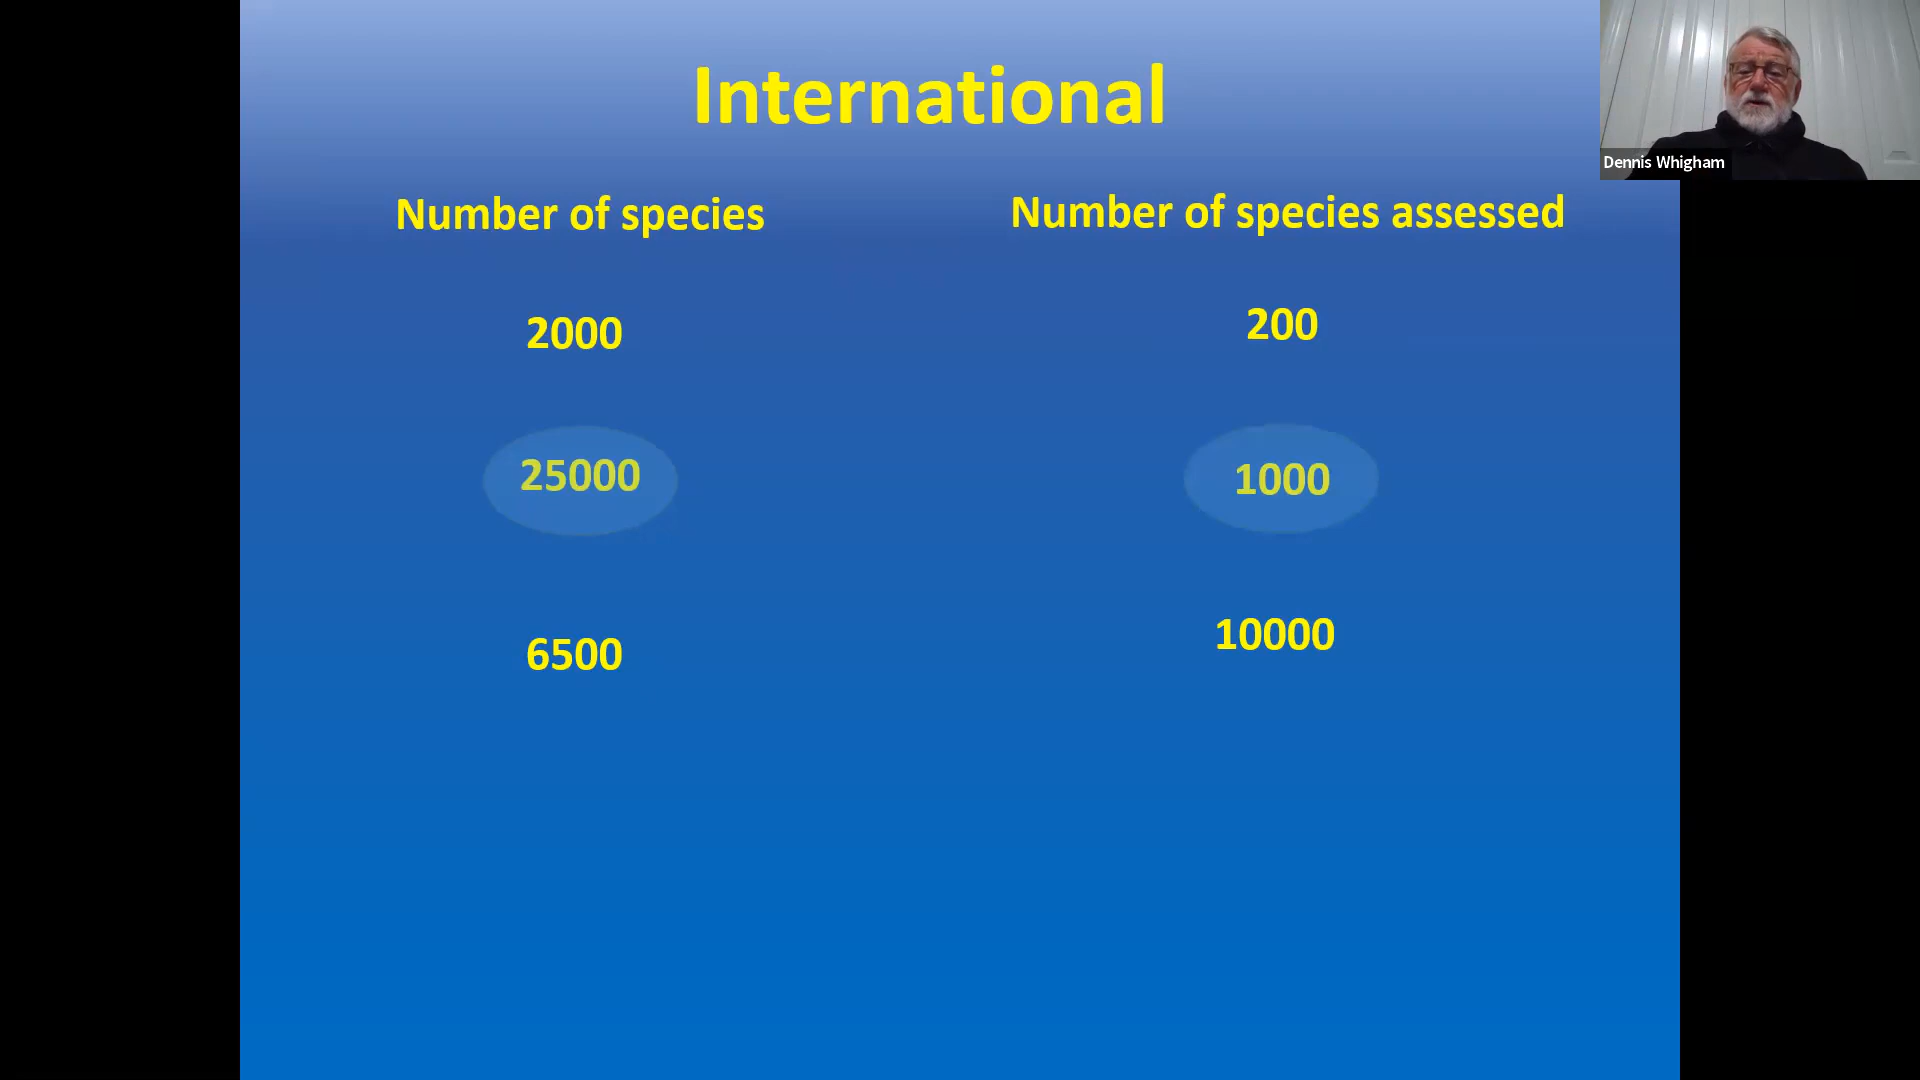 International
Dennis Whigham
Number of species
Number of species assessed
2000
200
25000
1000
6500
10000